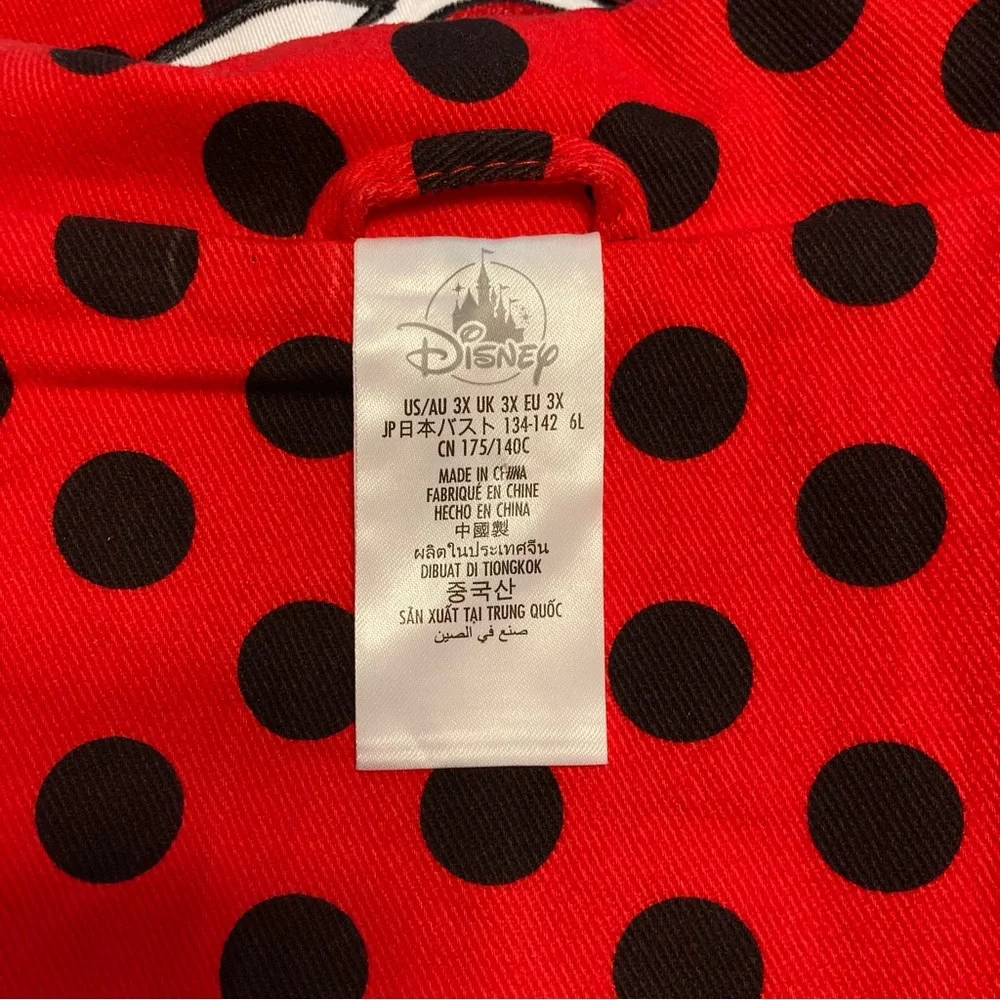 Disney
US/AU 3X UK 3X EU 3X
JP日本バスト 134-142 6L
CN 175/140C
MADE IN CHINA
FABRIQUÉ EN CHINE
HECHO EN CHINA
中國製
ผลิตในประเทศจีน
DIBUAT DI TIONGKOK
중국산
SẢN XUẤT TẠI TRUNG QUỐC
صنع في الصين